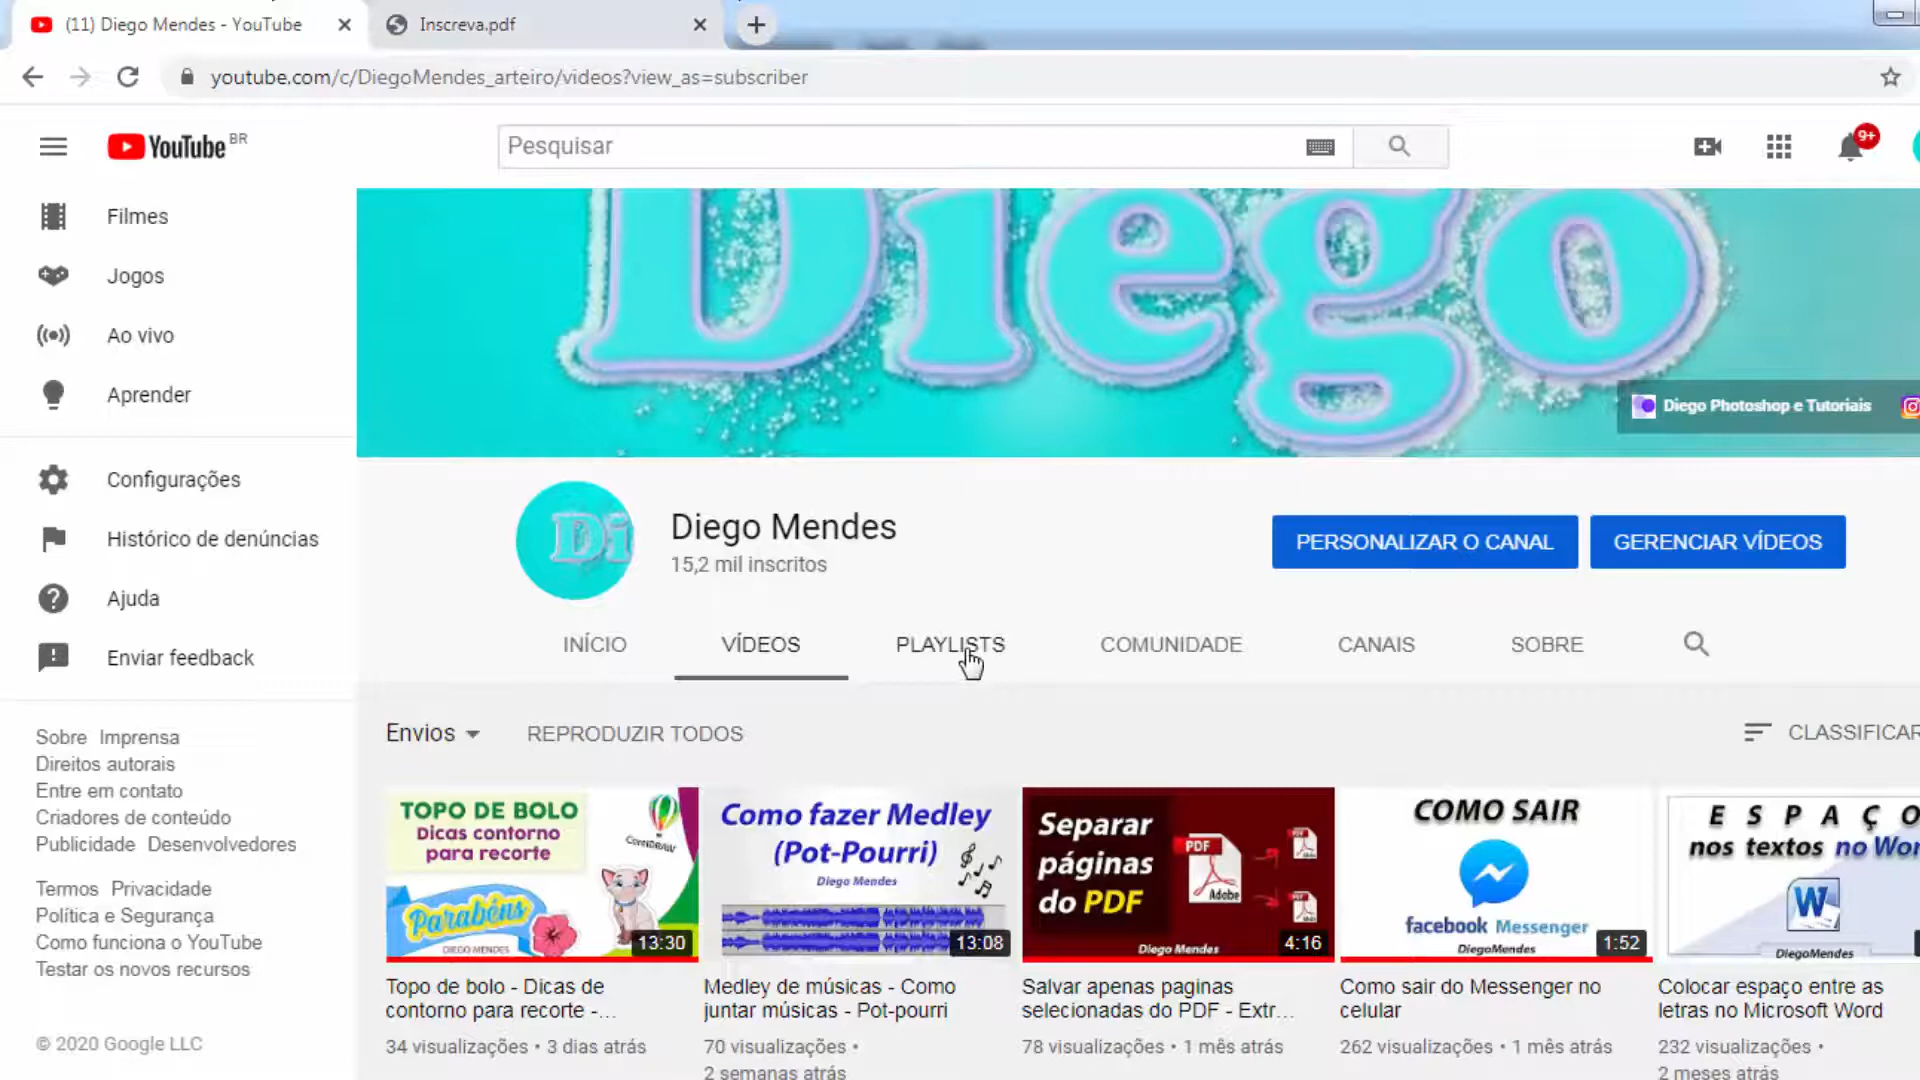 (11) Diego Mendes - YouTube
Inscreva.pdf
youtube.com/c/DiegoMendes_arteiro/videos?view_as=subscriber
YouTube BR
Pesquisar
9+
Filmes
Jogos
Ao vivo
Aprender
Configurações
Histórico de denúncias
Ajuda
Enviar feedback
Sobre Imprensa
Direitos autorais
Entre em contato
Criadores de conteúdo
Publicidade Desenvolvedores
Termos Privacidade
Política e Segurança
Como funciona o YouTube
Testar os novos recursos
© 2020 Google LLC
Diego
Diego Photoshop e Tutoriais
Di
Diego Mendes
15,2 mil inscritos
PERSONALIZAR O CANAL
GERENCIAR VÍDEOS
INÍCIO
VÍDEOS
PLAYLISTS
COMUNIDADE
CANAIS
SOBRE
Envios
REPRODUZIR TODOS
CLASSIFICAR
TOPO DE BOLO
Dicas contorno
para recorte
CorelDRAW
Parabéns
DIEGO MENDES
13:30
Topo de bolo - Dicas de
contorno para recorte -...
34 visualizações • 3 dias atrás
Como fazer Medley
(Pot-Pourri)
Diego Mendes
13:08
Medley de músicas - Como
juntar músicas - Pot-pourri
70 visualizações •
2 semanas atrás
Separar
páginas
do PDF
PDF
Adobe
Diego Mendes
4:16
Salvar apenas paginas
selecionadas do PDF - Extr...
78 visualizações • 1 mês atrás
COMO SAIR
facebook Messenger
DiegoMendes
1:52
Como sair do Messenger no
celular
262 visualizações • 1 mês atrás
E S P A Ç O
nos textos no Wor
W
DiegoMendes
Colocar espaço entre as
letras no Microsoft Word
232 visualizações •
2 meses atrás